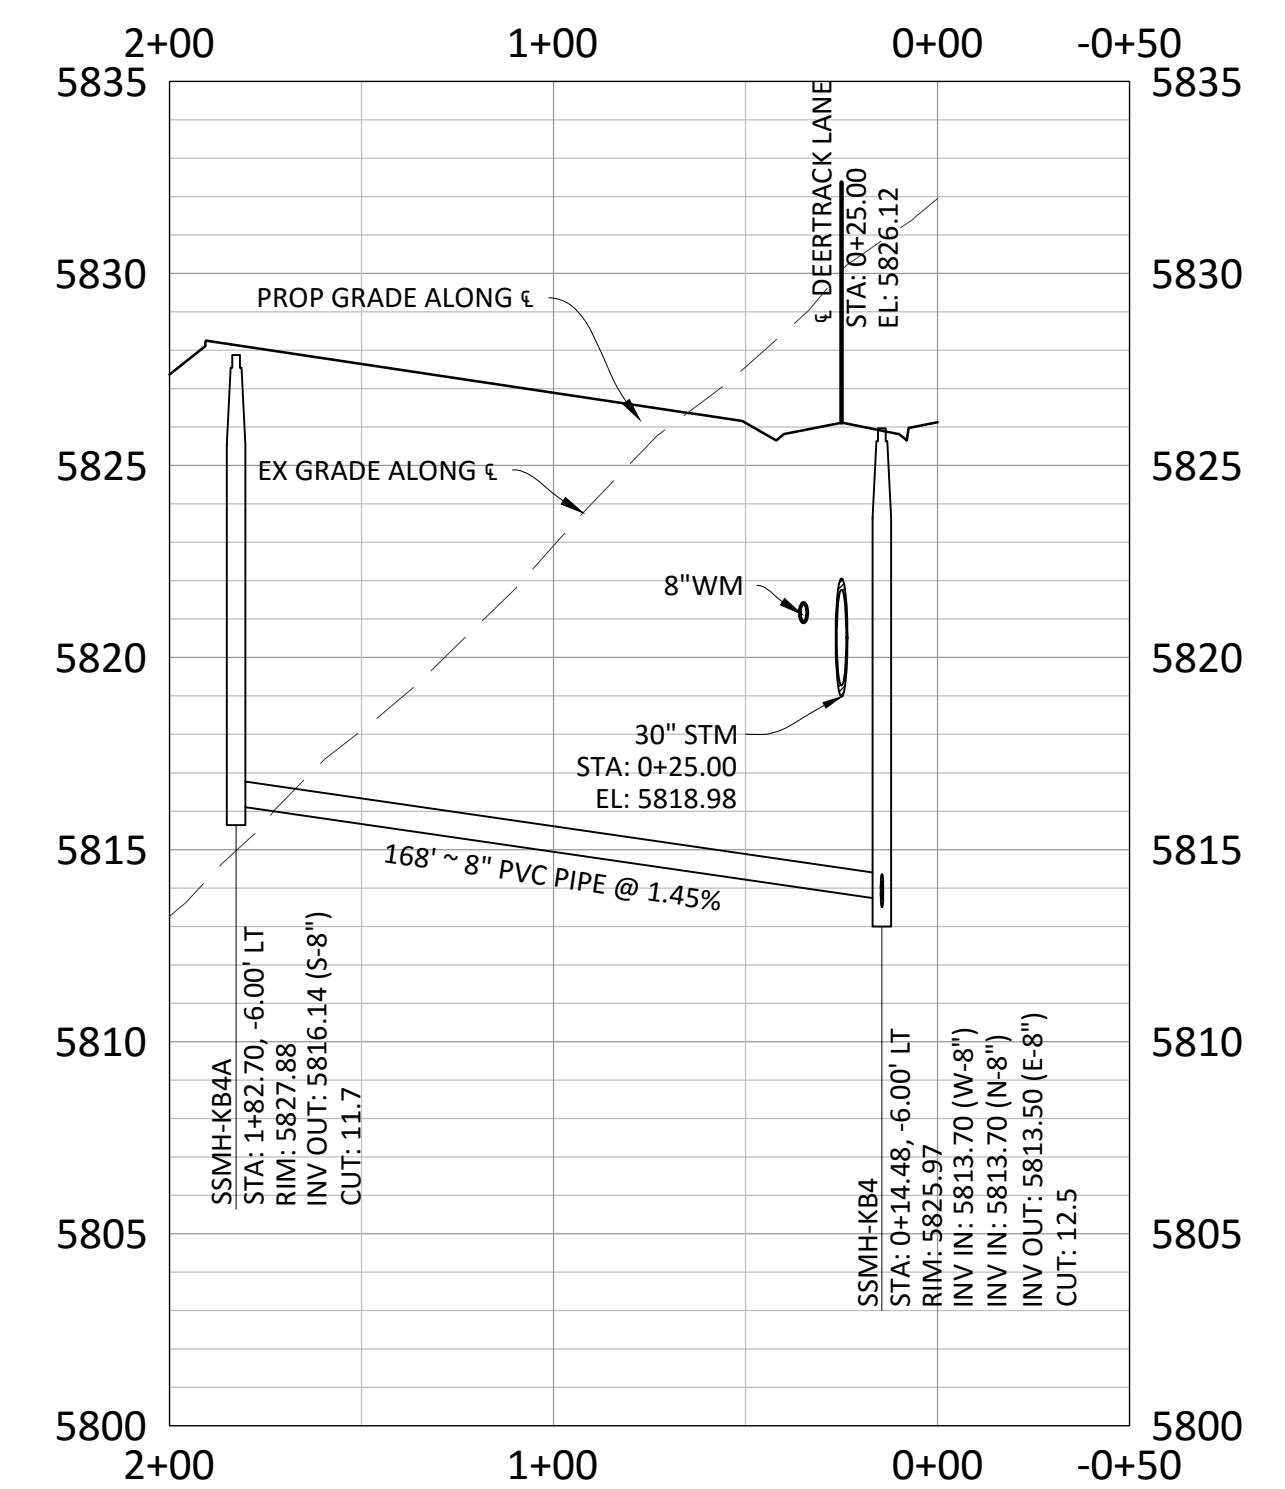 2+00
1+00
0+00
-0+50
5835
5835
5830
5830
5825
5825
5820
5820
5815
5815
5810
5810
5805
5805
5800
5800
℄ DEERTRACK LANE
STA: 0+25.00
EL: 5826.12
PROP GRADE ALONG ℄
EX GRADE ALONG ℄
8"WM
30" STM
STA: 0+25.00
EL: 5818.98
168' ~ 8" PVC PIPE @ 1.45%
SSMH-KB4A
STA: 1+82.70, -6.00' LT
RIM: 5827.88
INV OUT: 5816.14 (S-8")
CUT: 11.7
SSMH-KB4
STA: 0+14.48, -6.00' LT
RIM: 5825.97
INV IN: 5813.70 (W-8")
INV IN: 5813.70 (N-8")
INV OUT: 5813.50 (E-8")
CUT: 12.5
2+00
1+00
0+00
-0+50